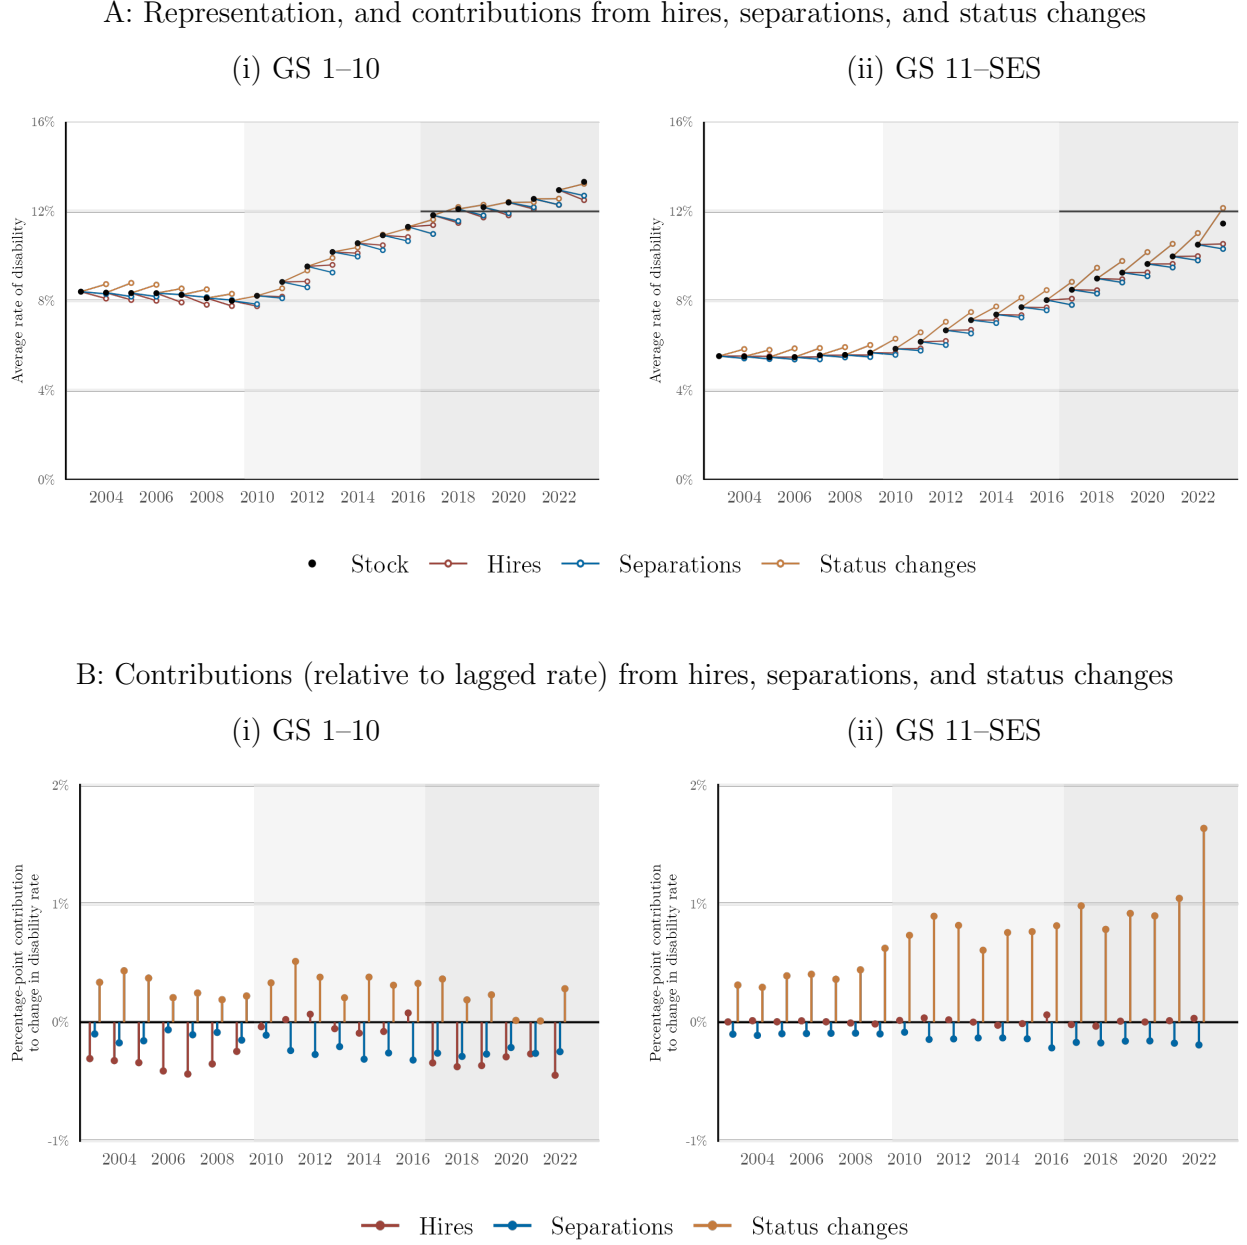 A: Representation, and contributions from hires, separations, and status changes
(i) GS 1–10
(ii) GS 11–SES
Average rate of disability
16%
12%
8%
4%
0%
2004 2006 2008 2010 2012 2014 2016 2018 2020 2022
Average rate of disability
16%
12%
8%
4%
0%
2004 2006 2008 2010 2012 2014 2016 2018 2020 2022
Stock Hires Separations Status changes
B: Contributions (relative to lagged rate) from hires, separations, and status changes
(i) GS 1–10
(ii) GS 11–SES
Percentage-point contribution
to change in disability rate
2%
1%
0%
-1%
2004 2006 2008 2010 2012 2014 2016 2018 2020 2022
Percentage-point contribution
to change in disability rate
2%
1%
0%
-1%
2004 2006 2008 2010 2012 2014 2016 2018 2020 2022
Hires Separations Status changes